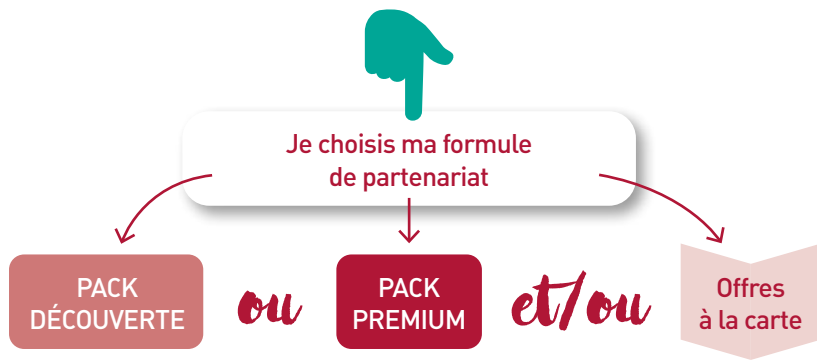 Je choisis ma formule
de partenariat
PACK
DÉCOUVERTE
ou
PACK
PREMIUM
et/ou
Offres
à la carte